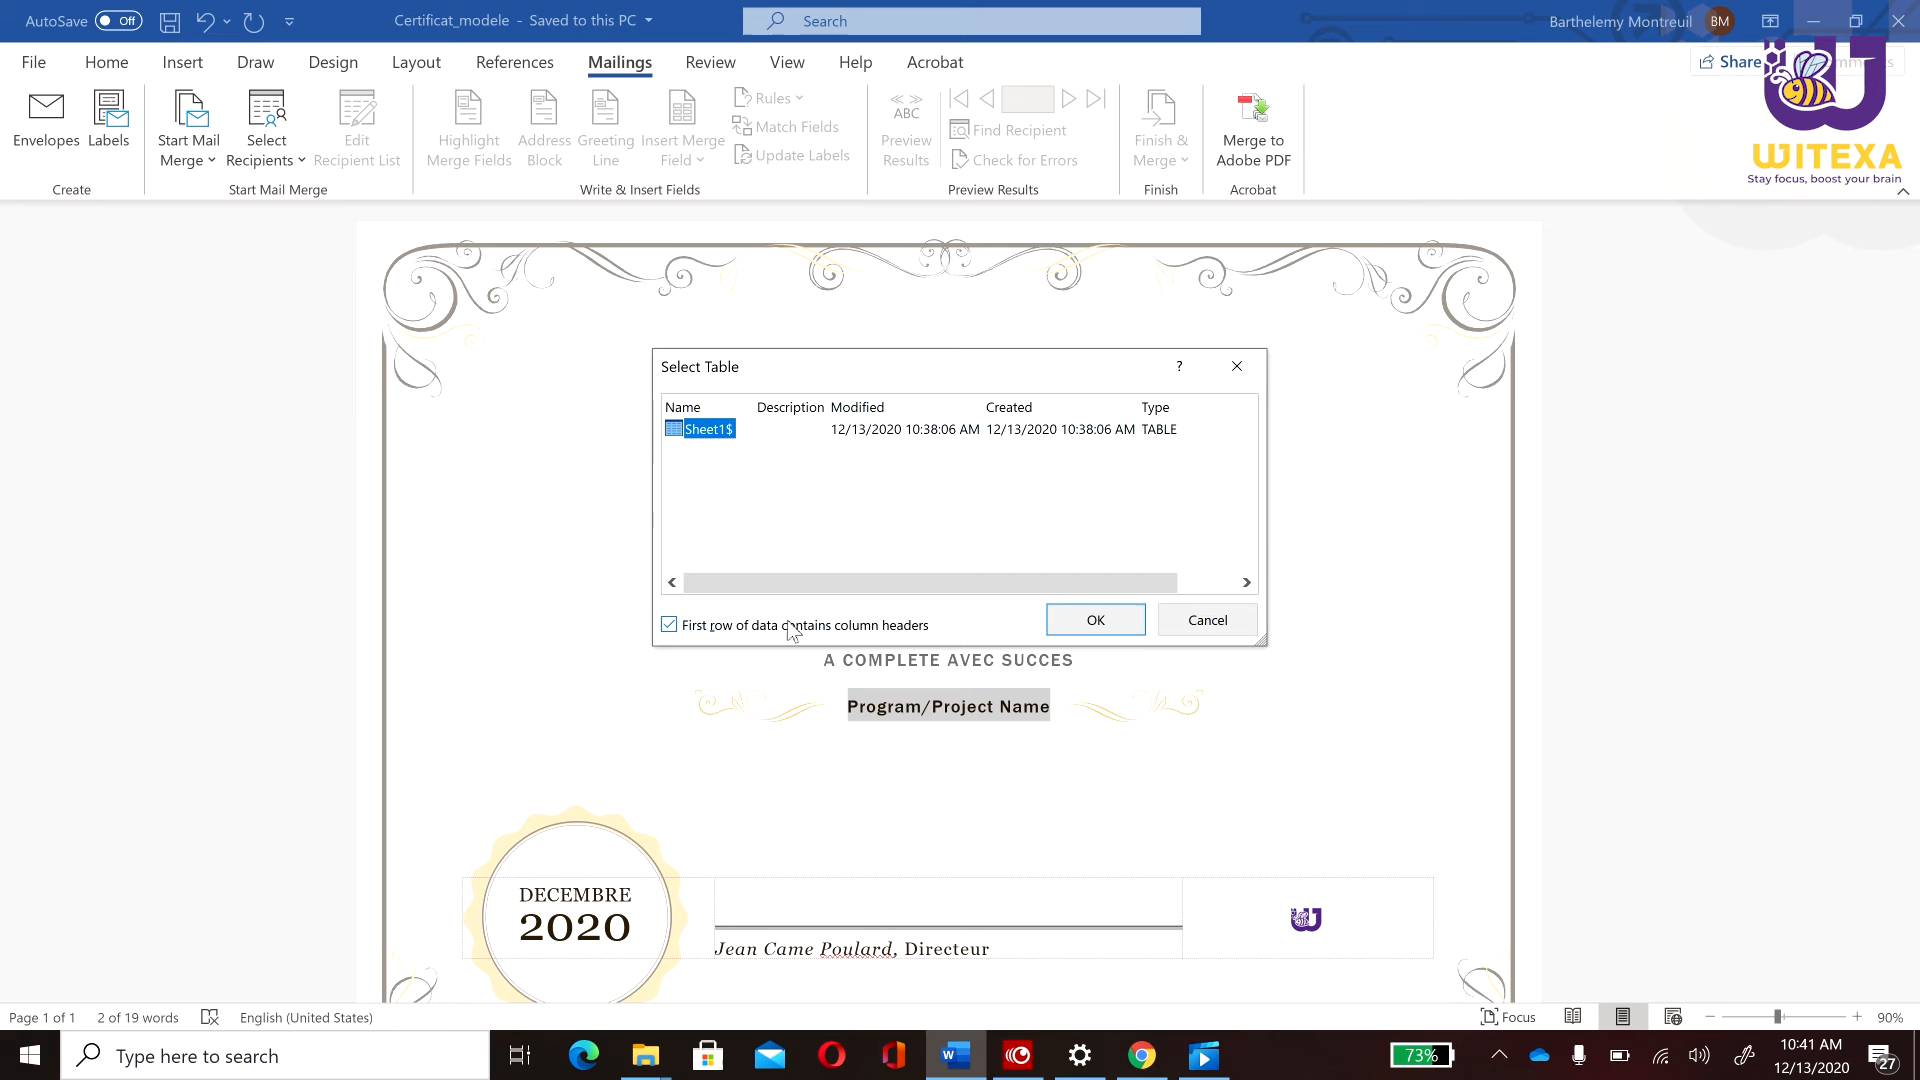 AutoSave Off Certificat_modele - Saved to this PC Search Barthelemy Montreuil BM
File Home Insert Draw Design Layout References Mailings Review View Help Acrobat Share
WITEXA
Stay focus, boost your brain
Envelopes Labels
Start Mail Merge Select Recipients Edit Recipient List
Highlight Merge Fields Address Block Greeting Line Insert Merge Field
Rules
Match Fields
Update Labels
ABC
Preview Results
Find Recipient
Check for Errors
Finish & Merge
Merge to Adobe PDF
Create Start Mail Merge Write & Insert Fields Preview Results Finish Acrobat
Select Table ?
Name Description Modified Created Type
Sheet1$ 12/13/2020 10:38:06 AM 12/13/2020 10:38:06 AM TABLE
First row of data contains column headers OK Cancel
A COMPLETE AVEC SUCCES
Program/Project Name
DECEMBRE
2020
Jean Came Poulard, Directeur
Page 1 of 1 2 of 19 words English (United States) Focus 90%
Type here to search 73% 10:41 AM
12/13/2020 27